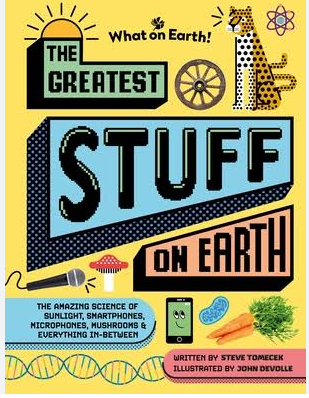 What on Earth!
THE
GREATEST
STUFF
ON EARTH
THE AMAZING SCIENCE OF
SUNLIGHT, SMARTPHONES,
MICROPHONES, MUSHROOMS &
EVERYTHING IN-BETWEEN
WRITTEN BY STEVE TOMECEK
ILLUSTRATED BY JOHN DEVOLLE